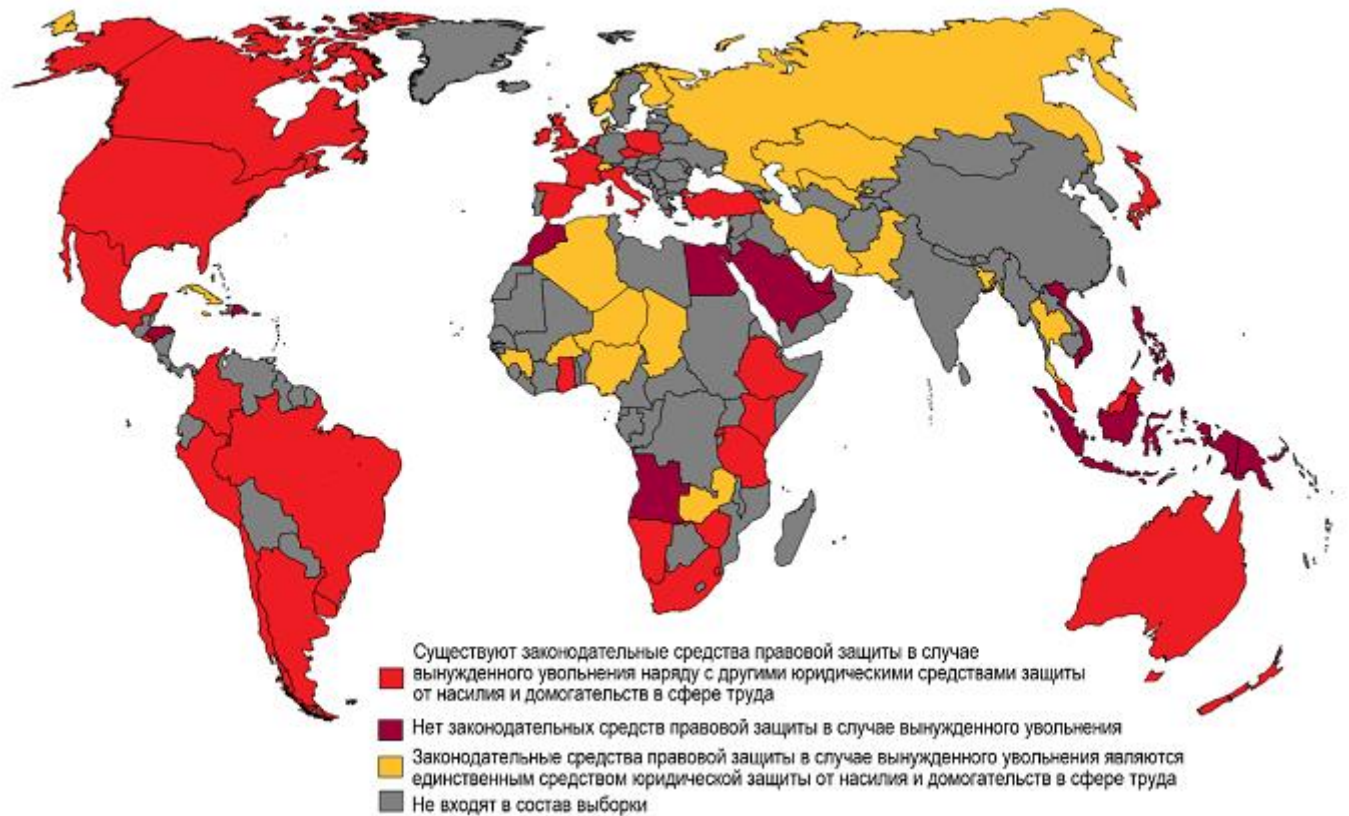 Существуют законодательные средства правовой защиты в случае
вынужденного увольнения наряду с другими юридическими средствами защиты
от насилия и домогательств в сфере труда
Нет законодательных средств правовой защиты в случае вынужденного увольнения
Законодательные средства правовой защиты в случае вынужденного увольнения являются
единственным средством юридической защиты от насилия и домогательств в сфере труда
Не входят в состав выборки